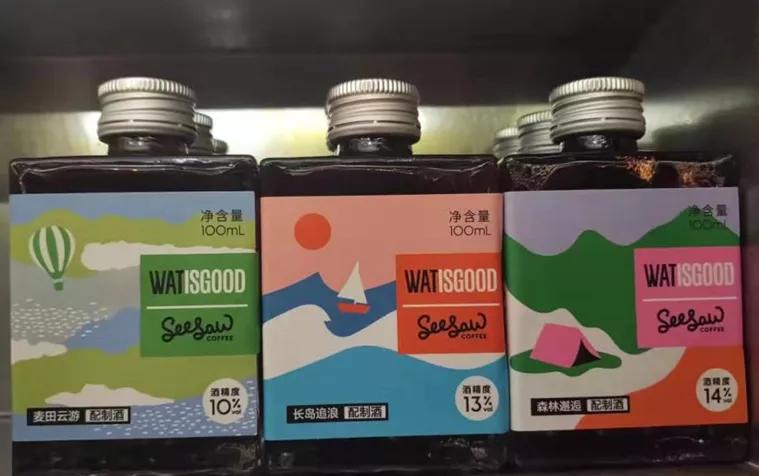 净含量
100mL
WATISGOOD
SeeSaw
COFFEE
酒精度
10%vol
麦田云游 配制酒
净含量
100mL
WATISGOOD
SeeSaw
COFFEE
酒精度
13%vol
长岛追浪 配制酒
净含量
100mL
WATISGOOD
SeeSaw
COFFEE
酒精度
14%vol
森林邂逅 配制酒